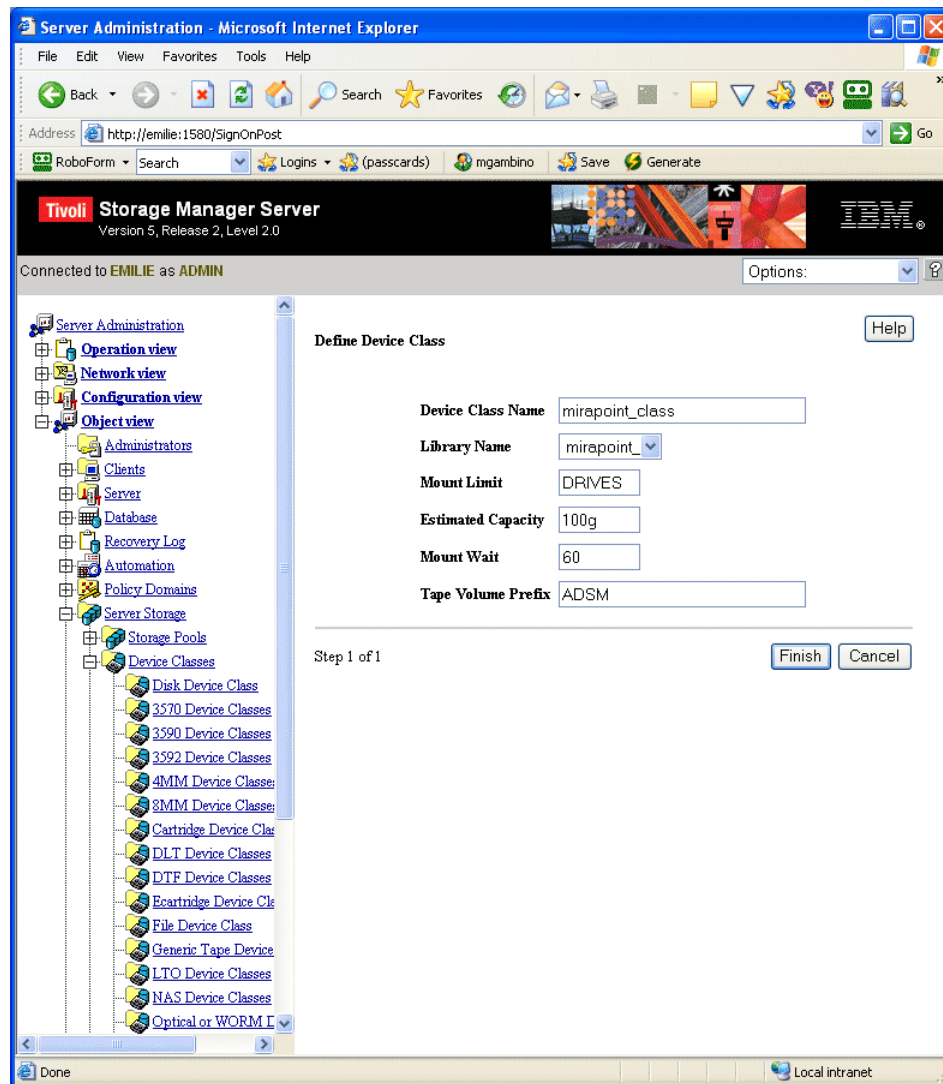 Server Administration - Microsoft Internet Explorer
File Edit View Favorites Tools Help
Back Search Favorites
Address http://emilie:1580/SignOnPost Go
RoboForm Search Logins (passcards) mgambino Save Generate
Tivoli Storage Manager Server
Version 5, Release 2, Level 2.0
IBM®
Connected to EMILIE as ADMIN
Options:
Server Administration
Operation view
Network view
Configuration view
Object view
Administrators
Clients
Server
Database
Recovery Log
Automation
Policy Domains
Server Storage
Storage Pools
Device Classes
Disk Device Class
3570 Device Classes
3590 Device Classes
3592 Device Classes
4MM Device Classes
8MM Device Classes
Cartridge Device Clas
DLT Device Classes
DTF Device Classes
Ecartridge Device Cla
File Device Class
Generic Tape Device
LTO Device Classes
NAS Device Classes
Optical or WORM D
Help
Define Device Class
Device Class Name mirapoint_class
Library Name mirapoint_
Mount Limit DRIVES
Estimated Capacity 100g
Mount Wait 60
Tape Volume Prefix ADSM
Step 1 of 1
Finish Cancel
Done
Local intranet